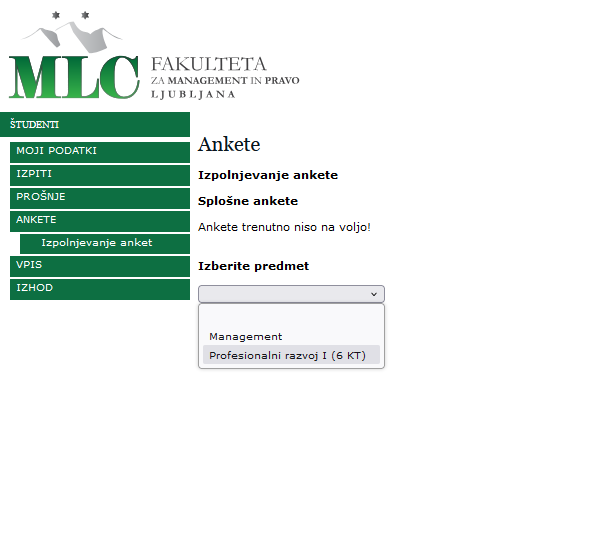 MLC
FAKULTETA
ZA MANAGEMENT IN PRAVO
LJUBLJANA
ŠTUDENTI
MOJI PODATKI
IZPITI
PROŠNJE
ANKETE
Izpolnjevanje anket
VPIS
IZHOD
Ankete
Izpolnjevanje ankete
Splošne ankete
Ankete trenutno niso na voljo!
Izberite predmet
Management
Profesionalni razvoj I (6 KT)